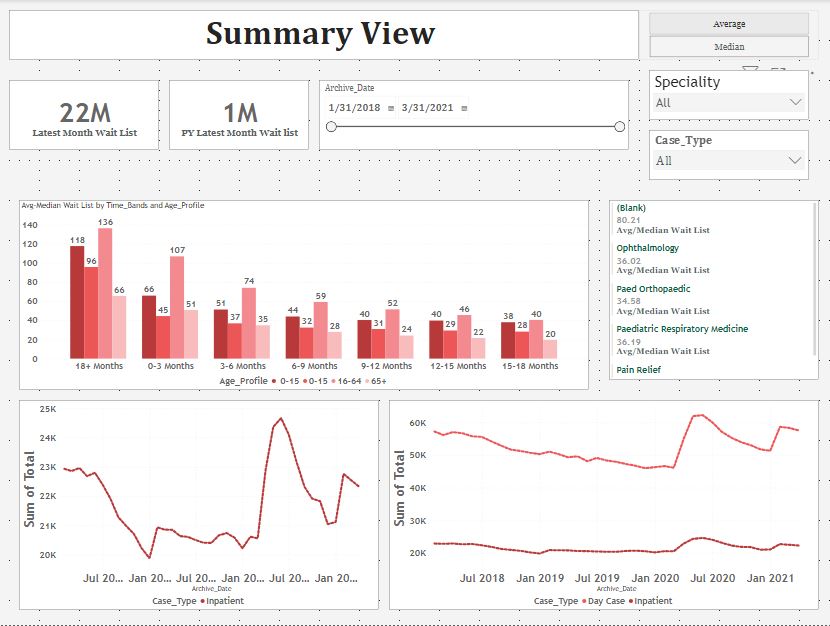 Summary View
Average
Median
22M
Latest Month Wait List
1M
PY Latest Month Wait list
Archive_Date
1/31/2018 3/31/2021
Speciality
All
Case_Type
All
Avg-Median Wait List by Time_Bands and Age_Profile
140
120
100
80
60
40
20
0
118 96 136 66
66 45 107 51
51 37 74 35
44 32 59 28
40 31 52 24
40 29 46 22
38 28 40 20
18+ Months 0-3 Months 3-6 Months 6-9 Months 9-12 Months 12-15 Months 15-18 Months
Age_Profile 0-15 0-15 16-64 65+
(Blank)
80.21
Avg/Median Wait List
Ophthalmology
36.02
Avg/Median Wait List
Paed Orthopaedic
34.58
Avg/Median Wait List
Paediatric Respiratory Medicine
36.19
Avg/Median Wait List
Pain Relief
Sum of Total
25K
24K
23K
22K
21K
20K
Jul 20... Jan 20... Jul 20... Jan 20... Jul 20... Jan 20...
Archive_Date
Case_Type Inpatient
Sum of Total
60K
50K
40K
30K
20K
Jul 2018 Jan 2019 Jul 2019 Jan 2020 Jul 2020 Jan 2021
Archive_Date
Case_Type Day Case Inpatient